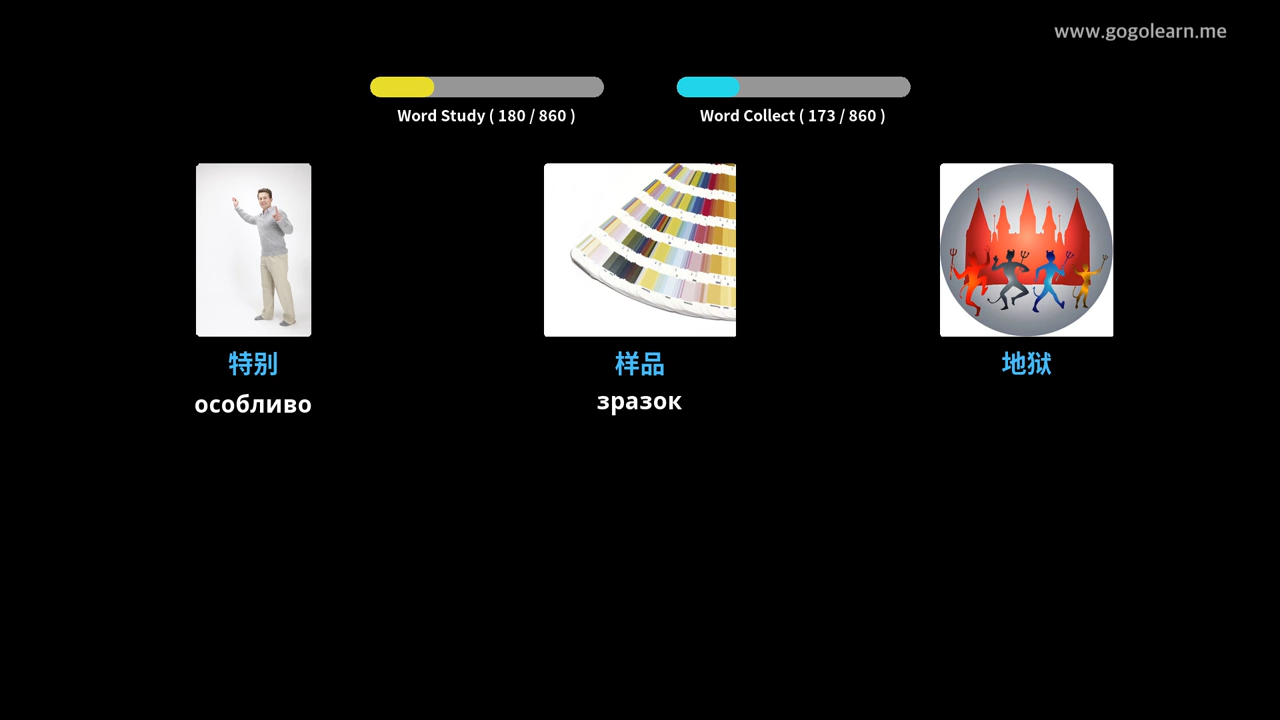 www.gogolearn.me
Word Study ( 180 / 860 )
Word Collect ( 173 / 860 )
特别
样品
地狱
особливо
зразок